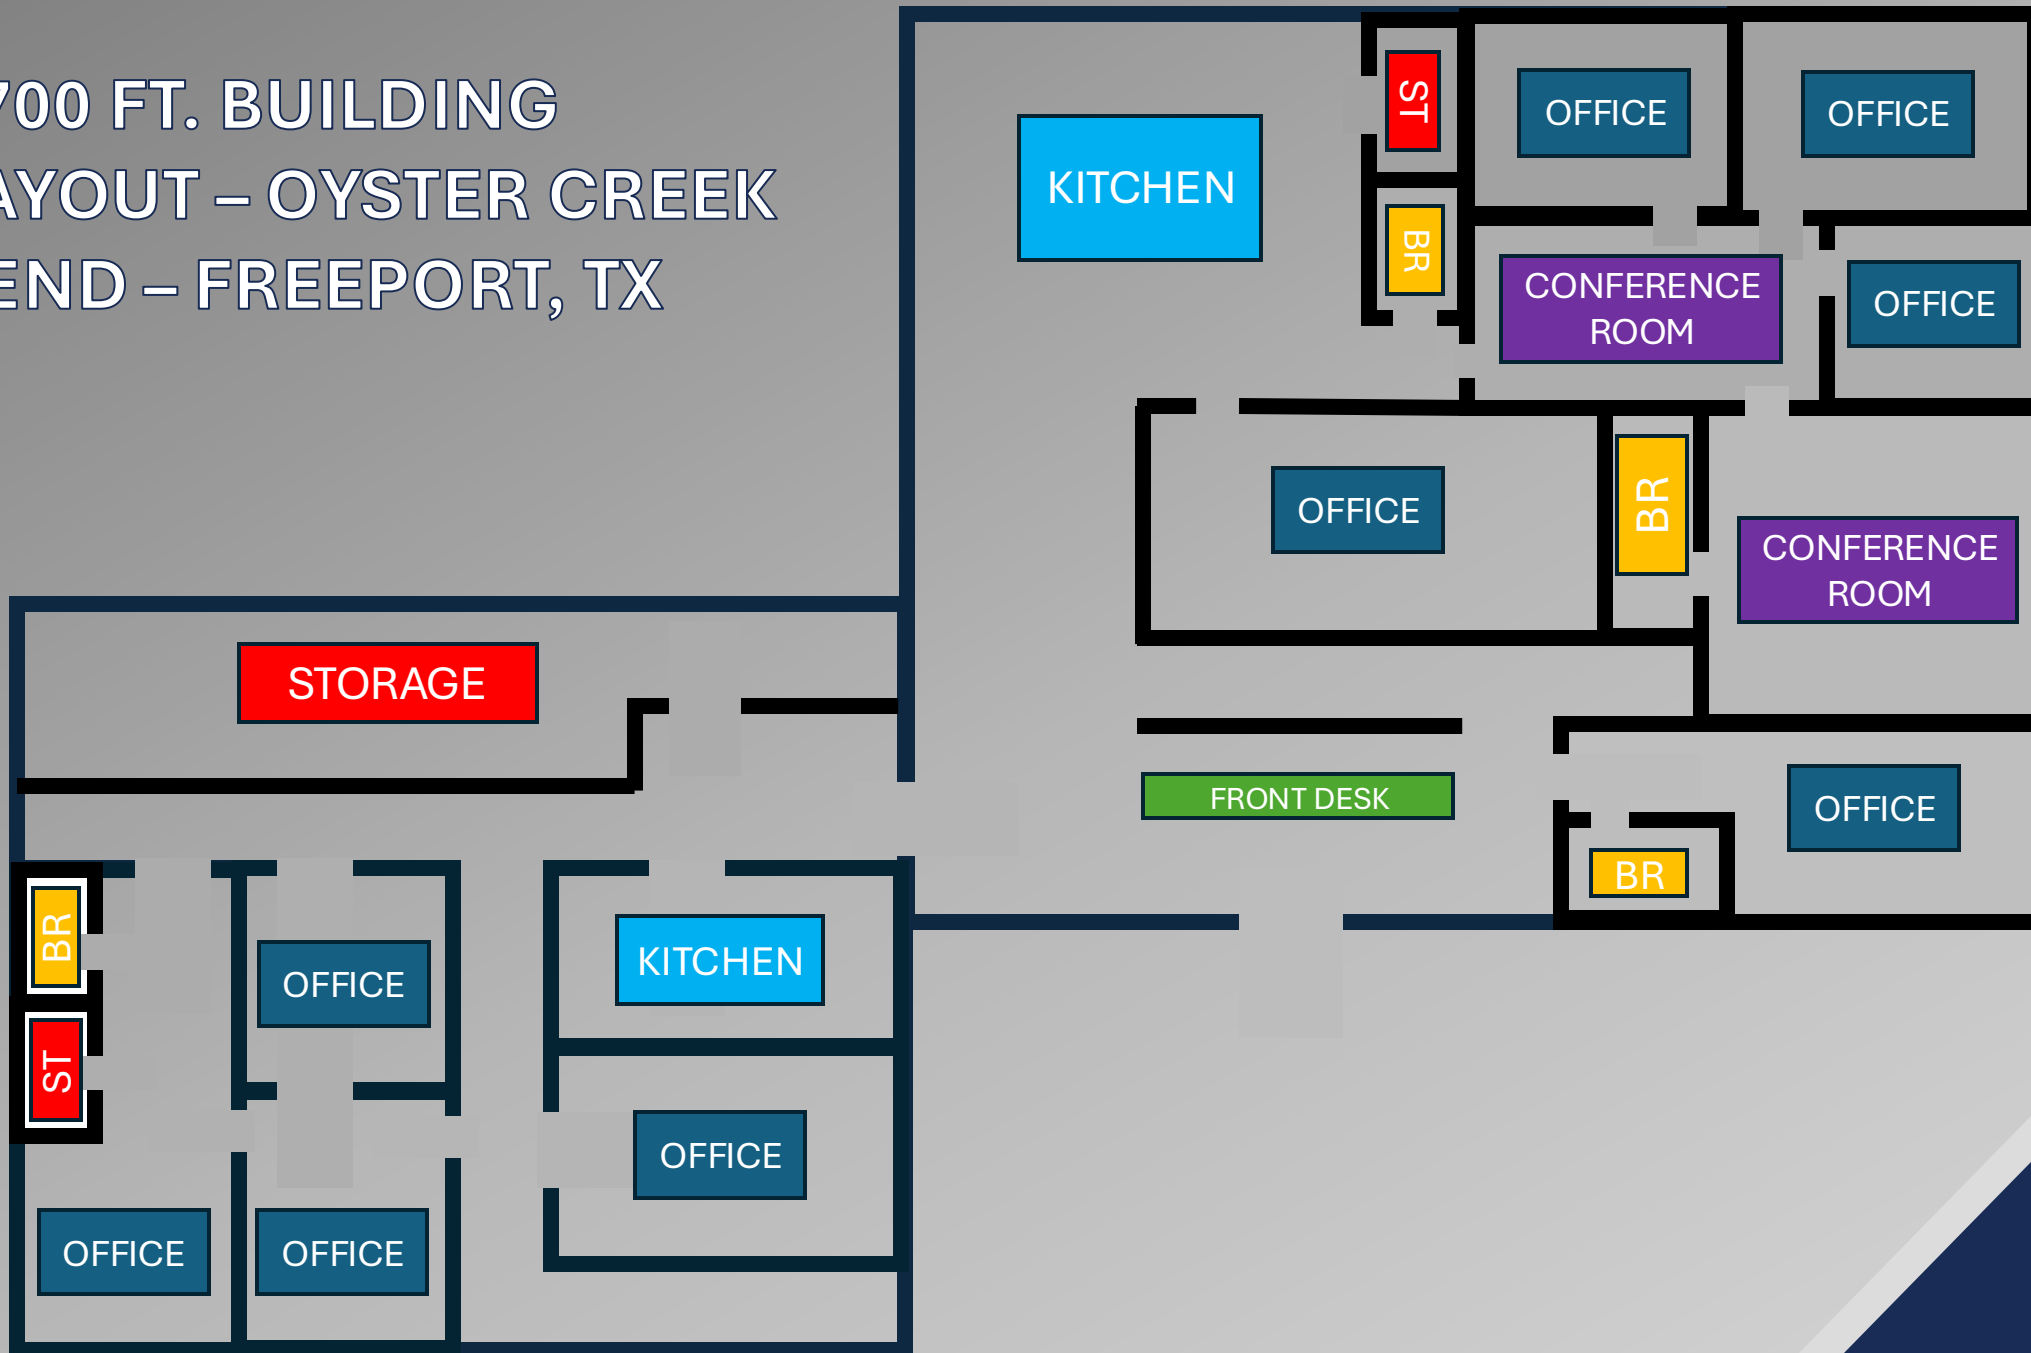 700 FT. BUILDING
AYOUT – OYSTER CREEK
END – FREEPORT, TX
KITCHEN
ST
BR
OFFICE
OFFICE
CONFERENCE
ROOM
OFFICE
OFFICE
BR
CONFERENCE
ROOM
STORAGE
FRONT DESK
OFFICE
BR
BR
ST
OFFICE
KITCHEN
OFFICE
OFFICE
OFFICE